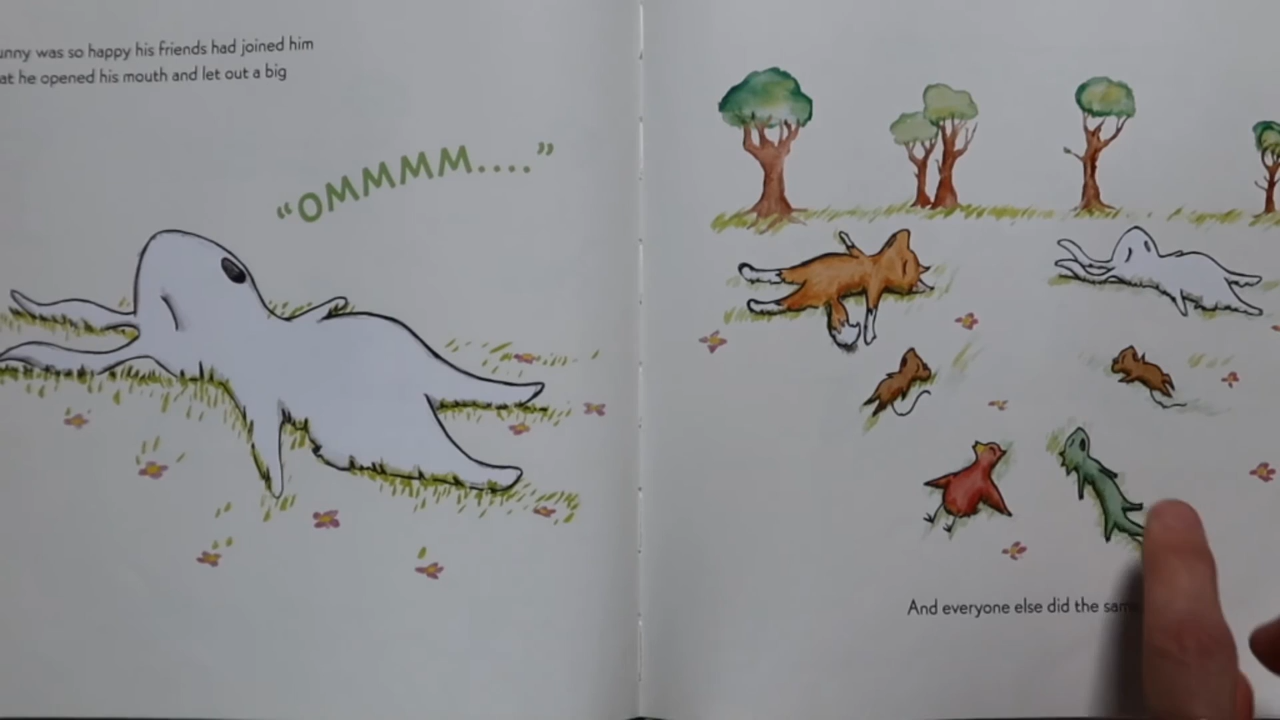 unny was so happy his friends had joined him
at he opened his mouth and let out a big
“OMMMM....”
And everyone else did the sam